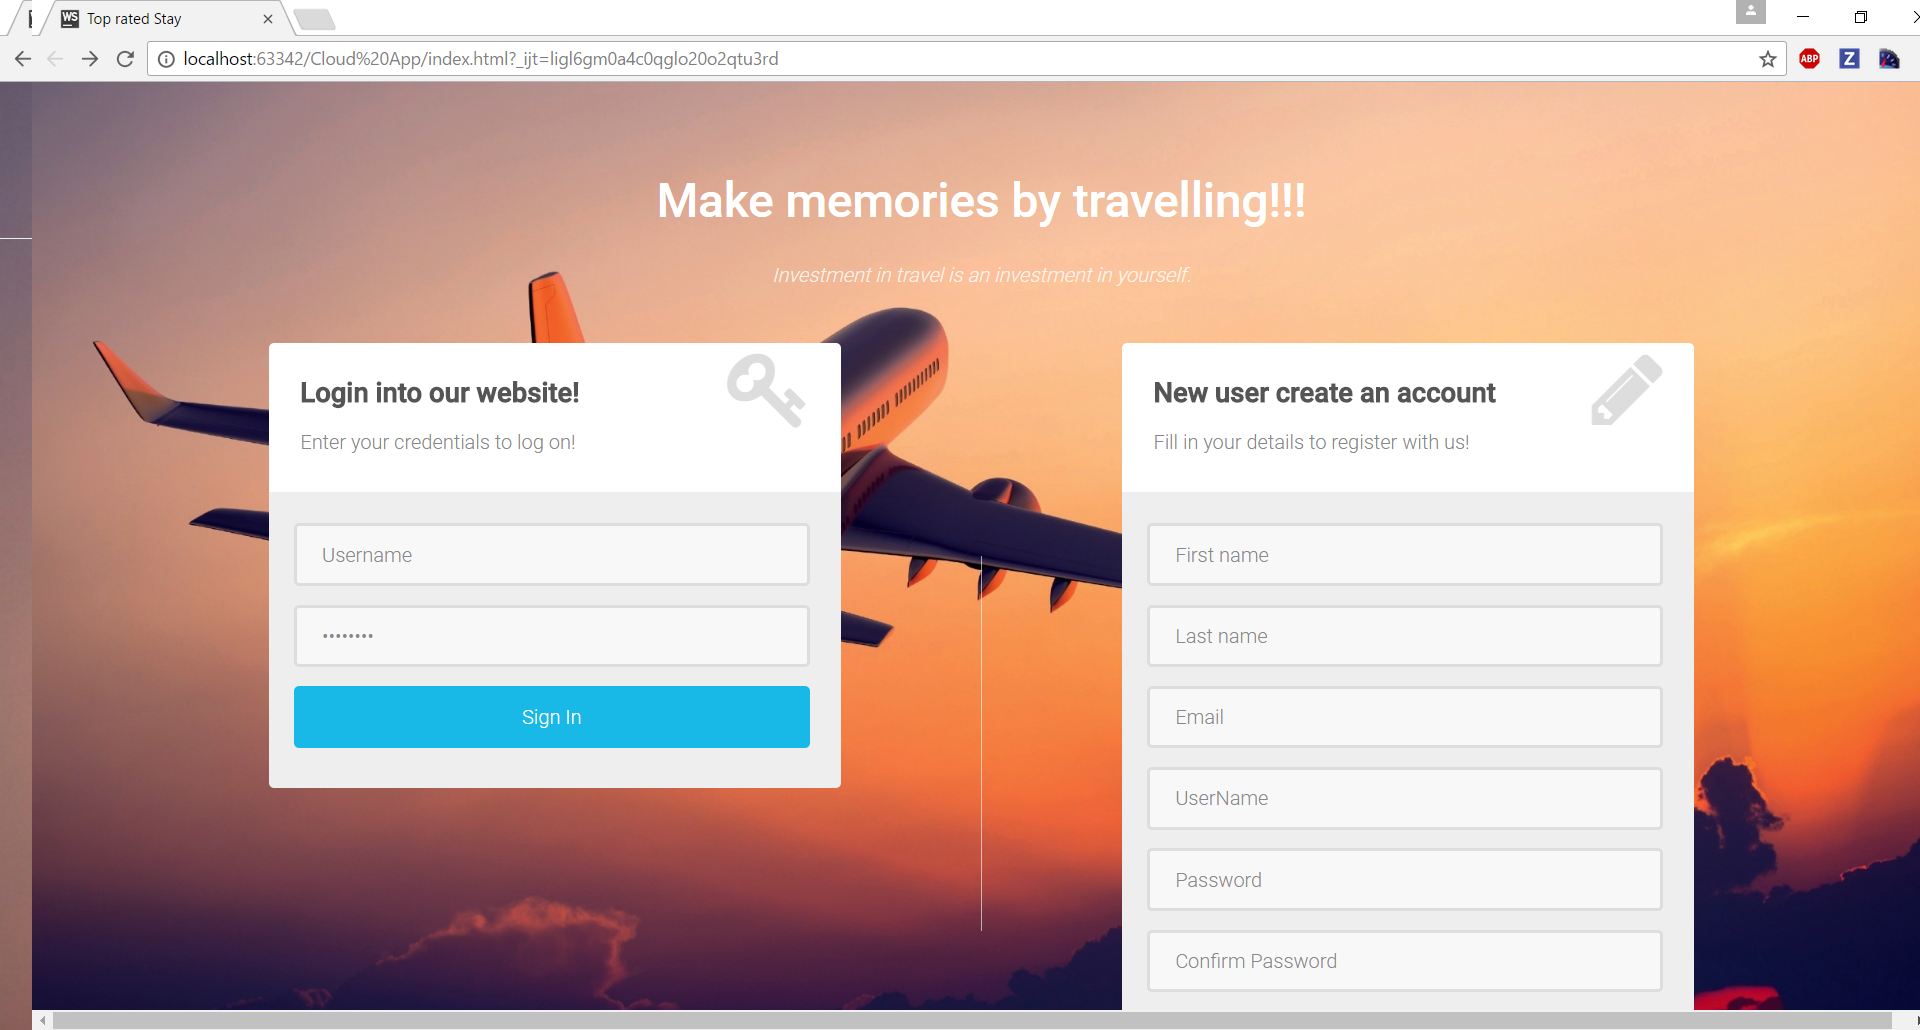 WS Top rated Stay
localhost:63342/Cloud%20App/index.html?_ijt=ligl6gm0a4c0qglo20o2qtu3rd
ABP Z
Make memories by travelling!!!
Investment in travel is an investment in yourself.
Login into our website!
Enter your credentials to log on!
Username
••••••••
Sign In
New user create an account
Fill in your details to register with us!
First name
Last name
Email
UserName
Password
Confirm Password